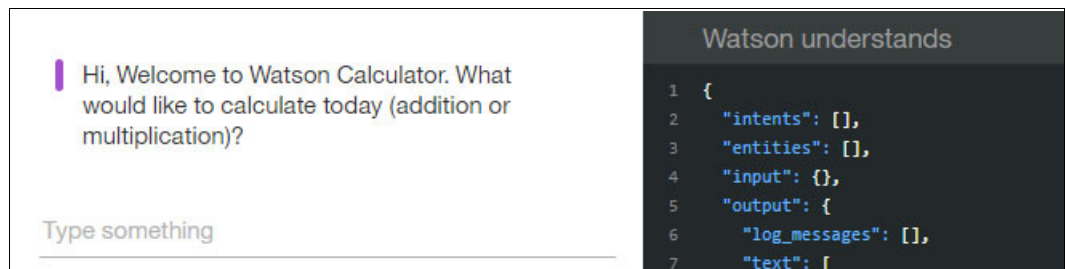 Hi, Welcome to Watson Calculator. What
would like to calculate today (addition or
multiplication)?
Type something
Watson understands
1 {
2 "intents": [],
3 "entities": [],
4 "input": {},
5 "output": {
6 "log_messages": [],
7 "text": [